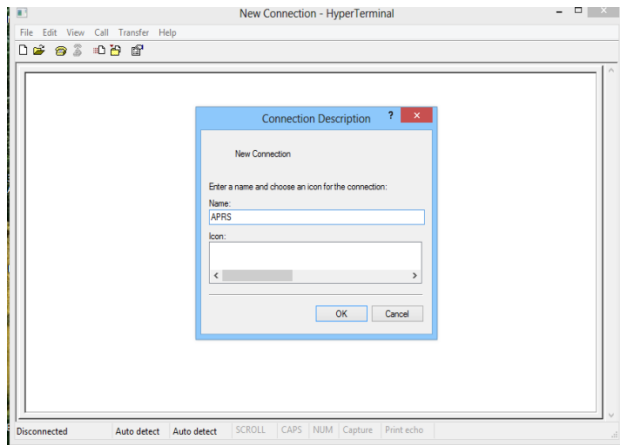 New Connection - HyperTerminal
File Edit View Call Transfer Help
Connection Description ?
New Connection
Enter a name and choose an icon for the connection:
Name:
APRS
Icon:
OK Cancel
Disconnected Auto detect Auto detect SCROLL CAPS NUM Capture Print echo